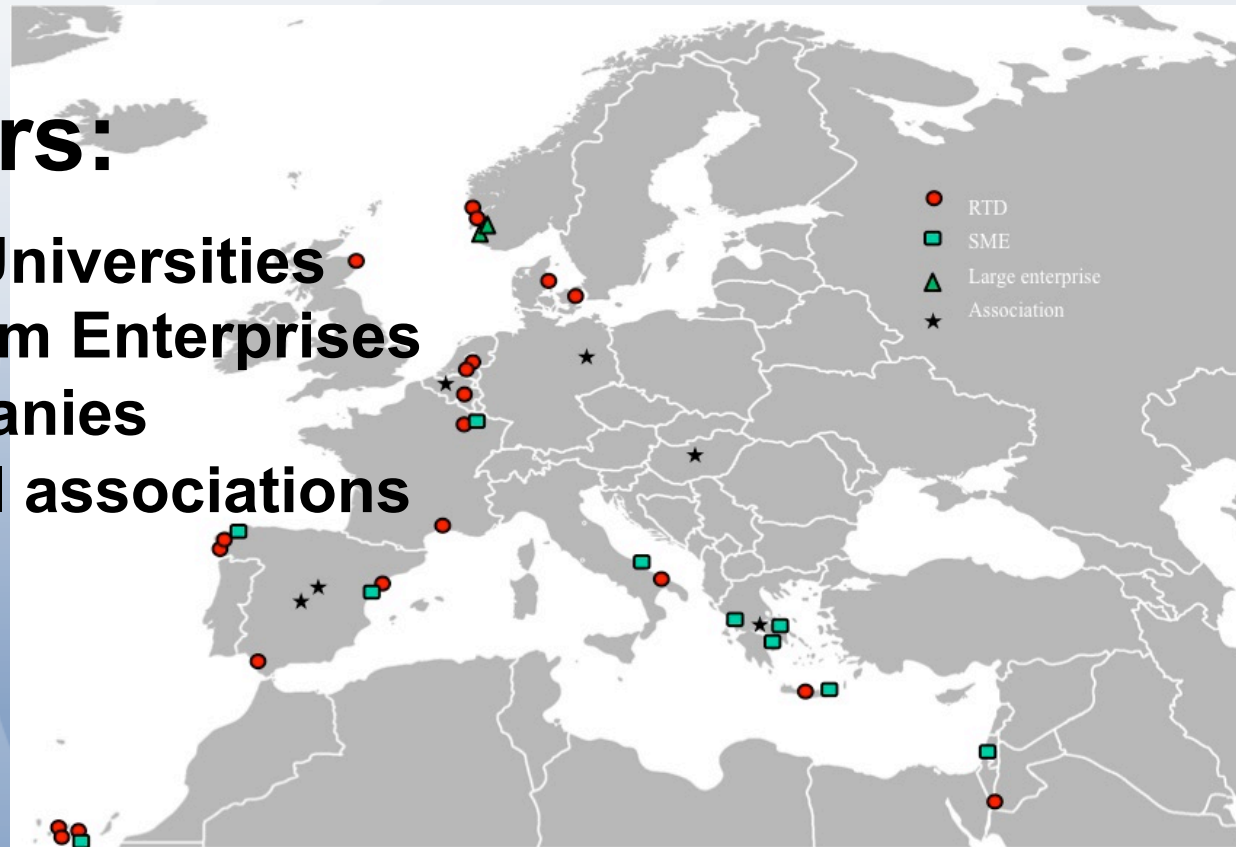 rs:
Universities
m Enterprises
anies
associations
RTD
SME
Large enterprise
Association